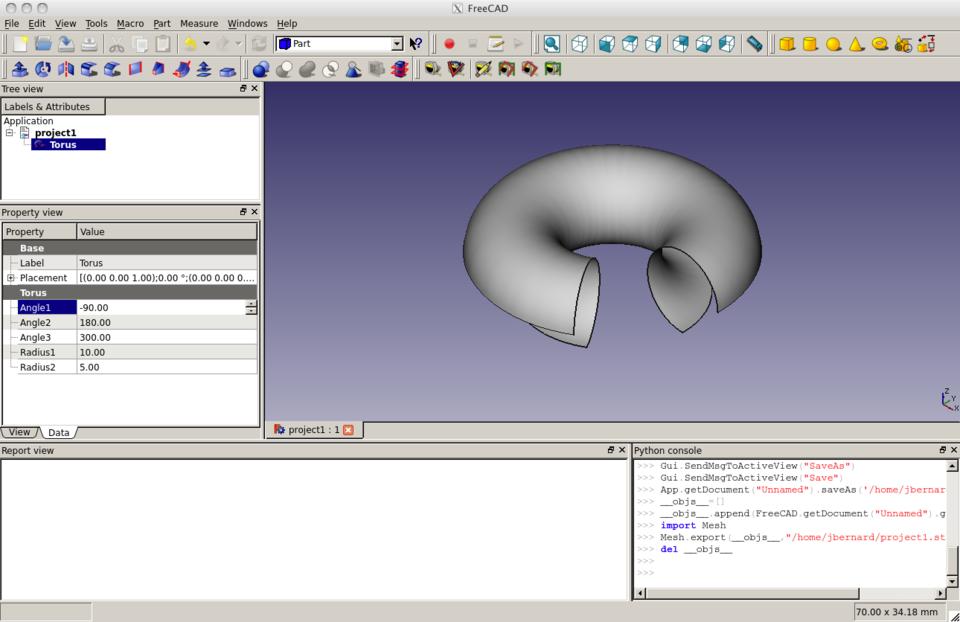 FreeCAD
File Edit View Tools Macro Part Measure Windows Help
Part
Tree view
Labels & Attributes
Application
project1
Torus
Property view
Property Value
Base
Label Torus
Placement [(0.00 0.00 1.00);0.00 °;(0.00 0.00 0....
Torus
Angle1 -90.00
Angle2 180.00
Angle3 300.00
Radius1 10.00
Radius2 5.00
View Data
Z
Y
X
project1 : 1
Report view
Python console
>>> Gui.SendMsgToActiveView("SaveAs")
>>> Gui.SendMsgToActiveView("Save")
>>> App.getDocument("Unnamed").saveAs('/home/jbernar
>>> __objs__=[]
>>> __objs__.append(FreeCAD.getDocument("Unnamed").g
>>> import Mesh
>>> Mesh.export(__objs__,"/home/jbernard/project1.st
>>> del __objs__
>>>
>>>
70.00 x 34.18 mm